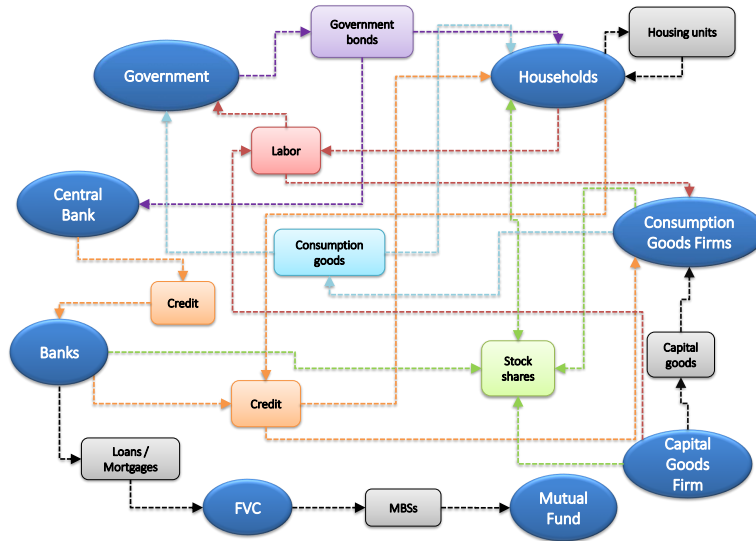 Government
bonds
Housing units
Government
Households
Labor
Central
Bank
Consumption
Goods Firms
Consumption
goods
Credit
Banks
Stock
shares
Capital
goods
Credit
Loans /
Mortgages
Capital
Goods
Firm
FVC
MBSs
Mutual
Fund